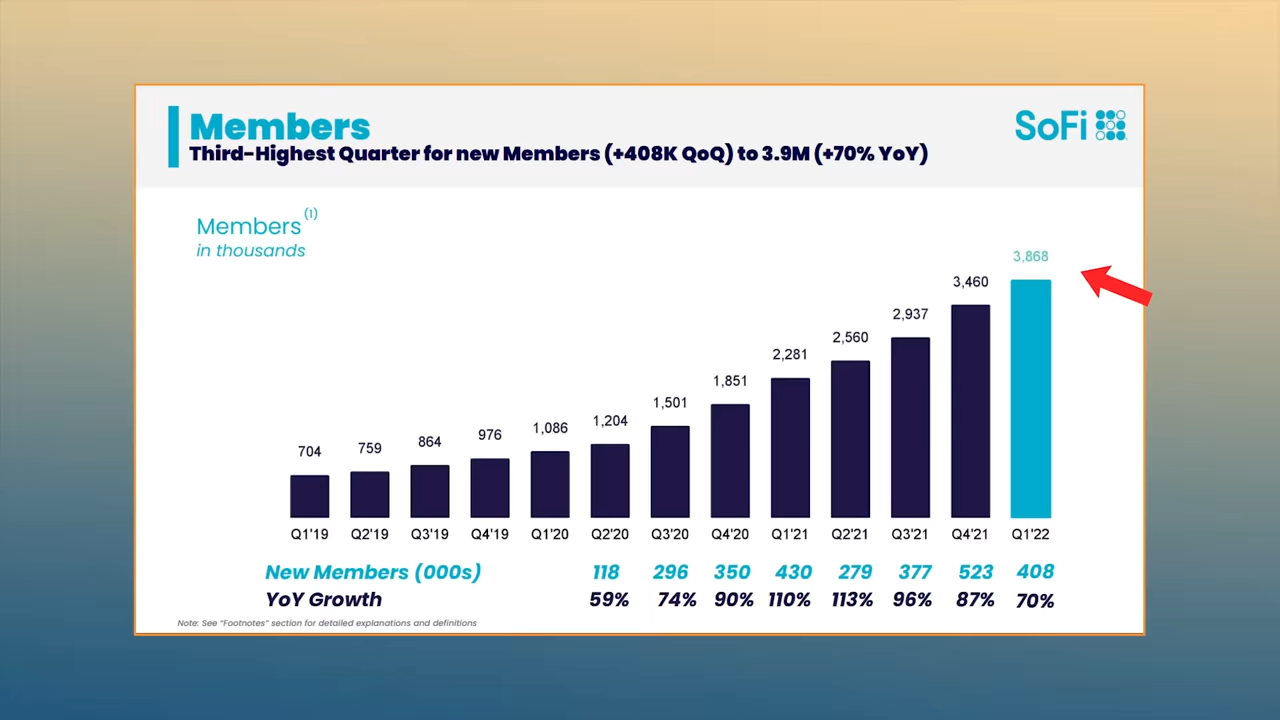 Members
Third-Highest Quarter for new Members (+408K QoQ) to 3.9M (+70% YoY)
SoFi
Members(1)
in thousands
704 759 864 976 1,086 1,204 1,501 1,851 2,281 2,560 2,937 3,460 3,868
Q1'19 Q2'19 Q3'19 Q4'19 Q1'20 Q2'20 Q3'20 Q4'20 Q1'21 Q2'21 Q3'21 Q4'21 Q1'22
New Members (000s) 118 296 350 430 279 377 523 408
YoY Growth 59% 74% 90% 110% 113% 96% 87% 70%
Note: See "Footnotes" section for detailed explanations and definitions